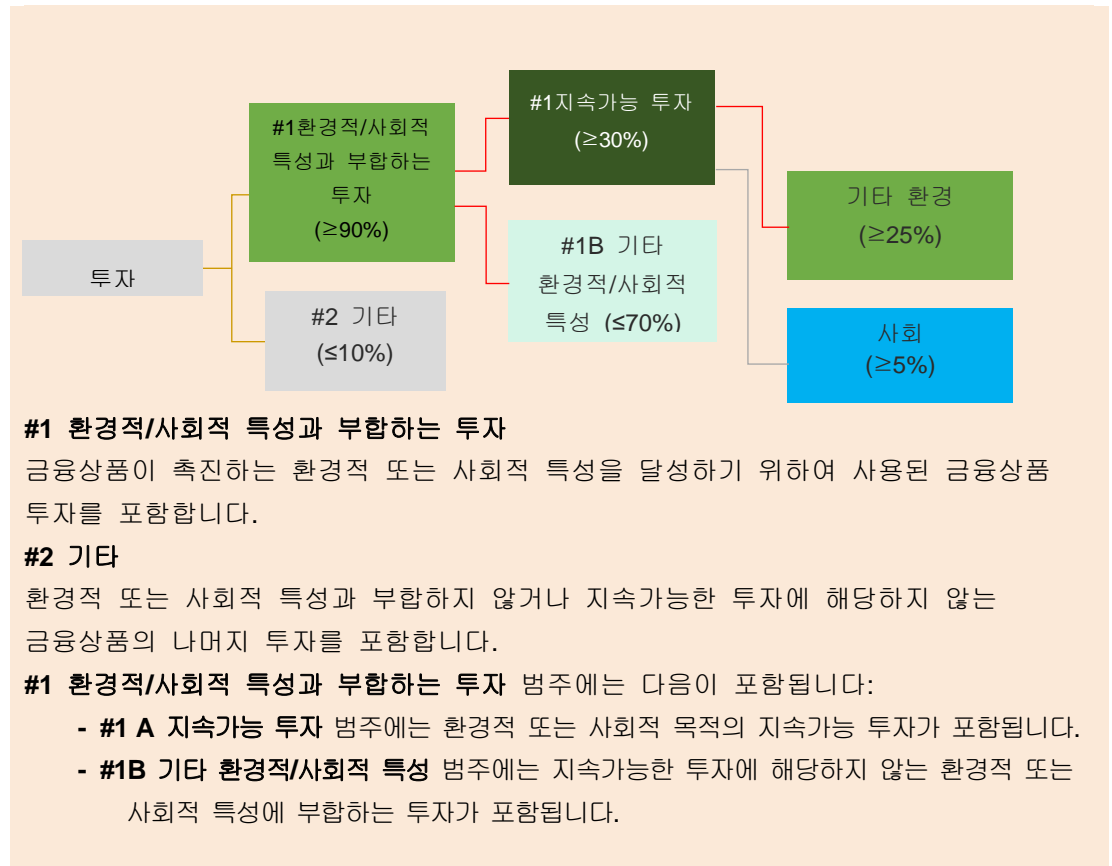 #1지속가능 투자
(≥30%)
#1환경적/사회적
특성과 부합하는
투자
(≥90%)
기타 환경
(≥25%)
#1B 기타
환경적/사회적
특성 (≤70%)
투자
#2 기타
(≤10%)
사회
(≥5%)
#1 환경적/사회적 특성과 부합하는 투자
금융상품이 촉진하는 환경적 또는 사회적 특성을 달성하기 위하여 사용된 금융상품
투자를 포함합니다.
#2 기타
환경적 또는 사회적 특성과 부합하지 않거나 지속가능한 투자에 해당하지 않는
금융상품의 나머지 투자를 포함합니다.
#1 환경적/사회적 특성과 부합하는 투자 범주에는 다음이 포함됩니다:
- #1 A 지속가능 투자 범주에는 환경적 또는 사회적 목적의 지속가능 투자가 포함됩니다.
- #1B 기타 환경적/사회적 특성 범주에는 지속가능한 투자에 해당하지 않는 환경적 또는
사회적 특성에 부합하는 투자가 포함됩니다.